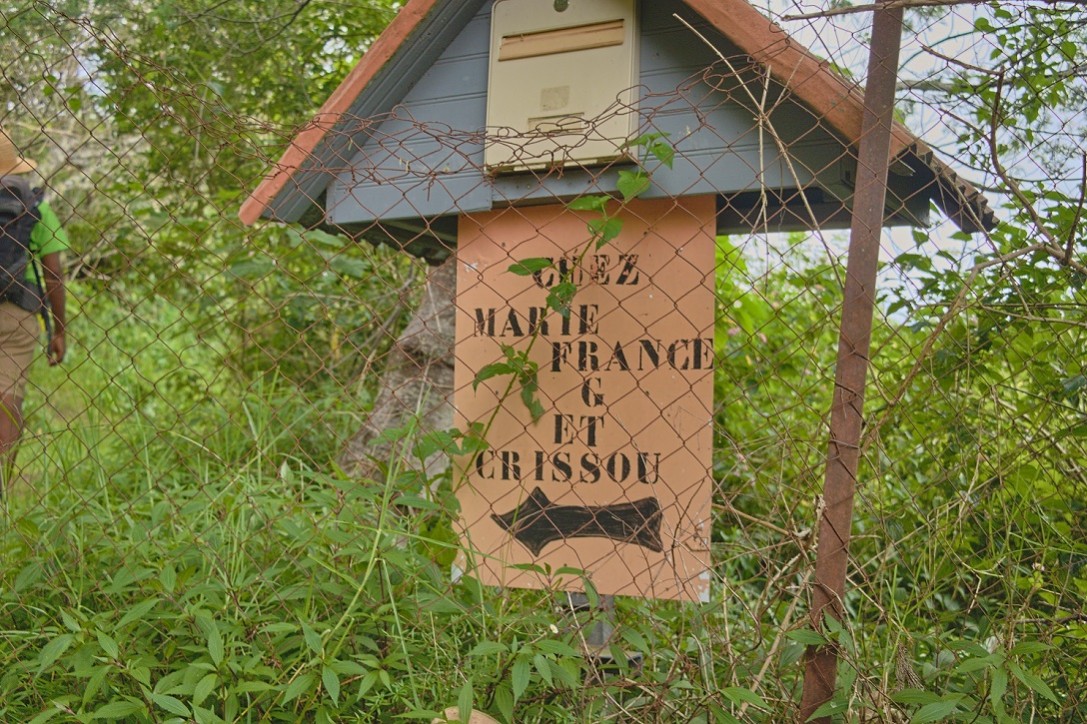 CHEZ
MARIE
FRANCE
G
ET
CRISSOU